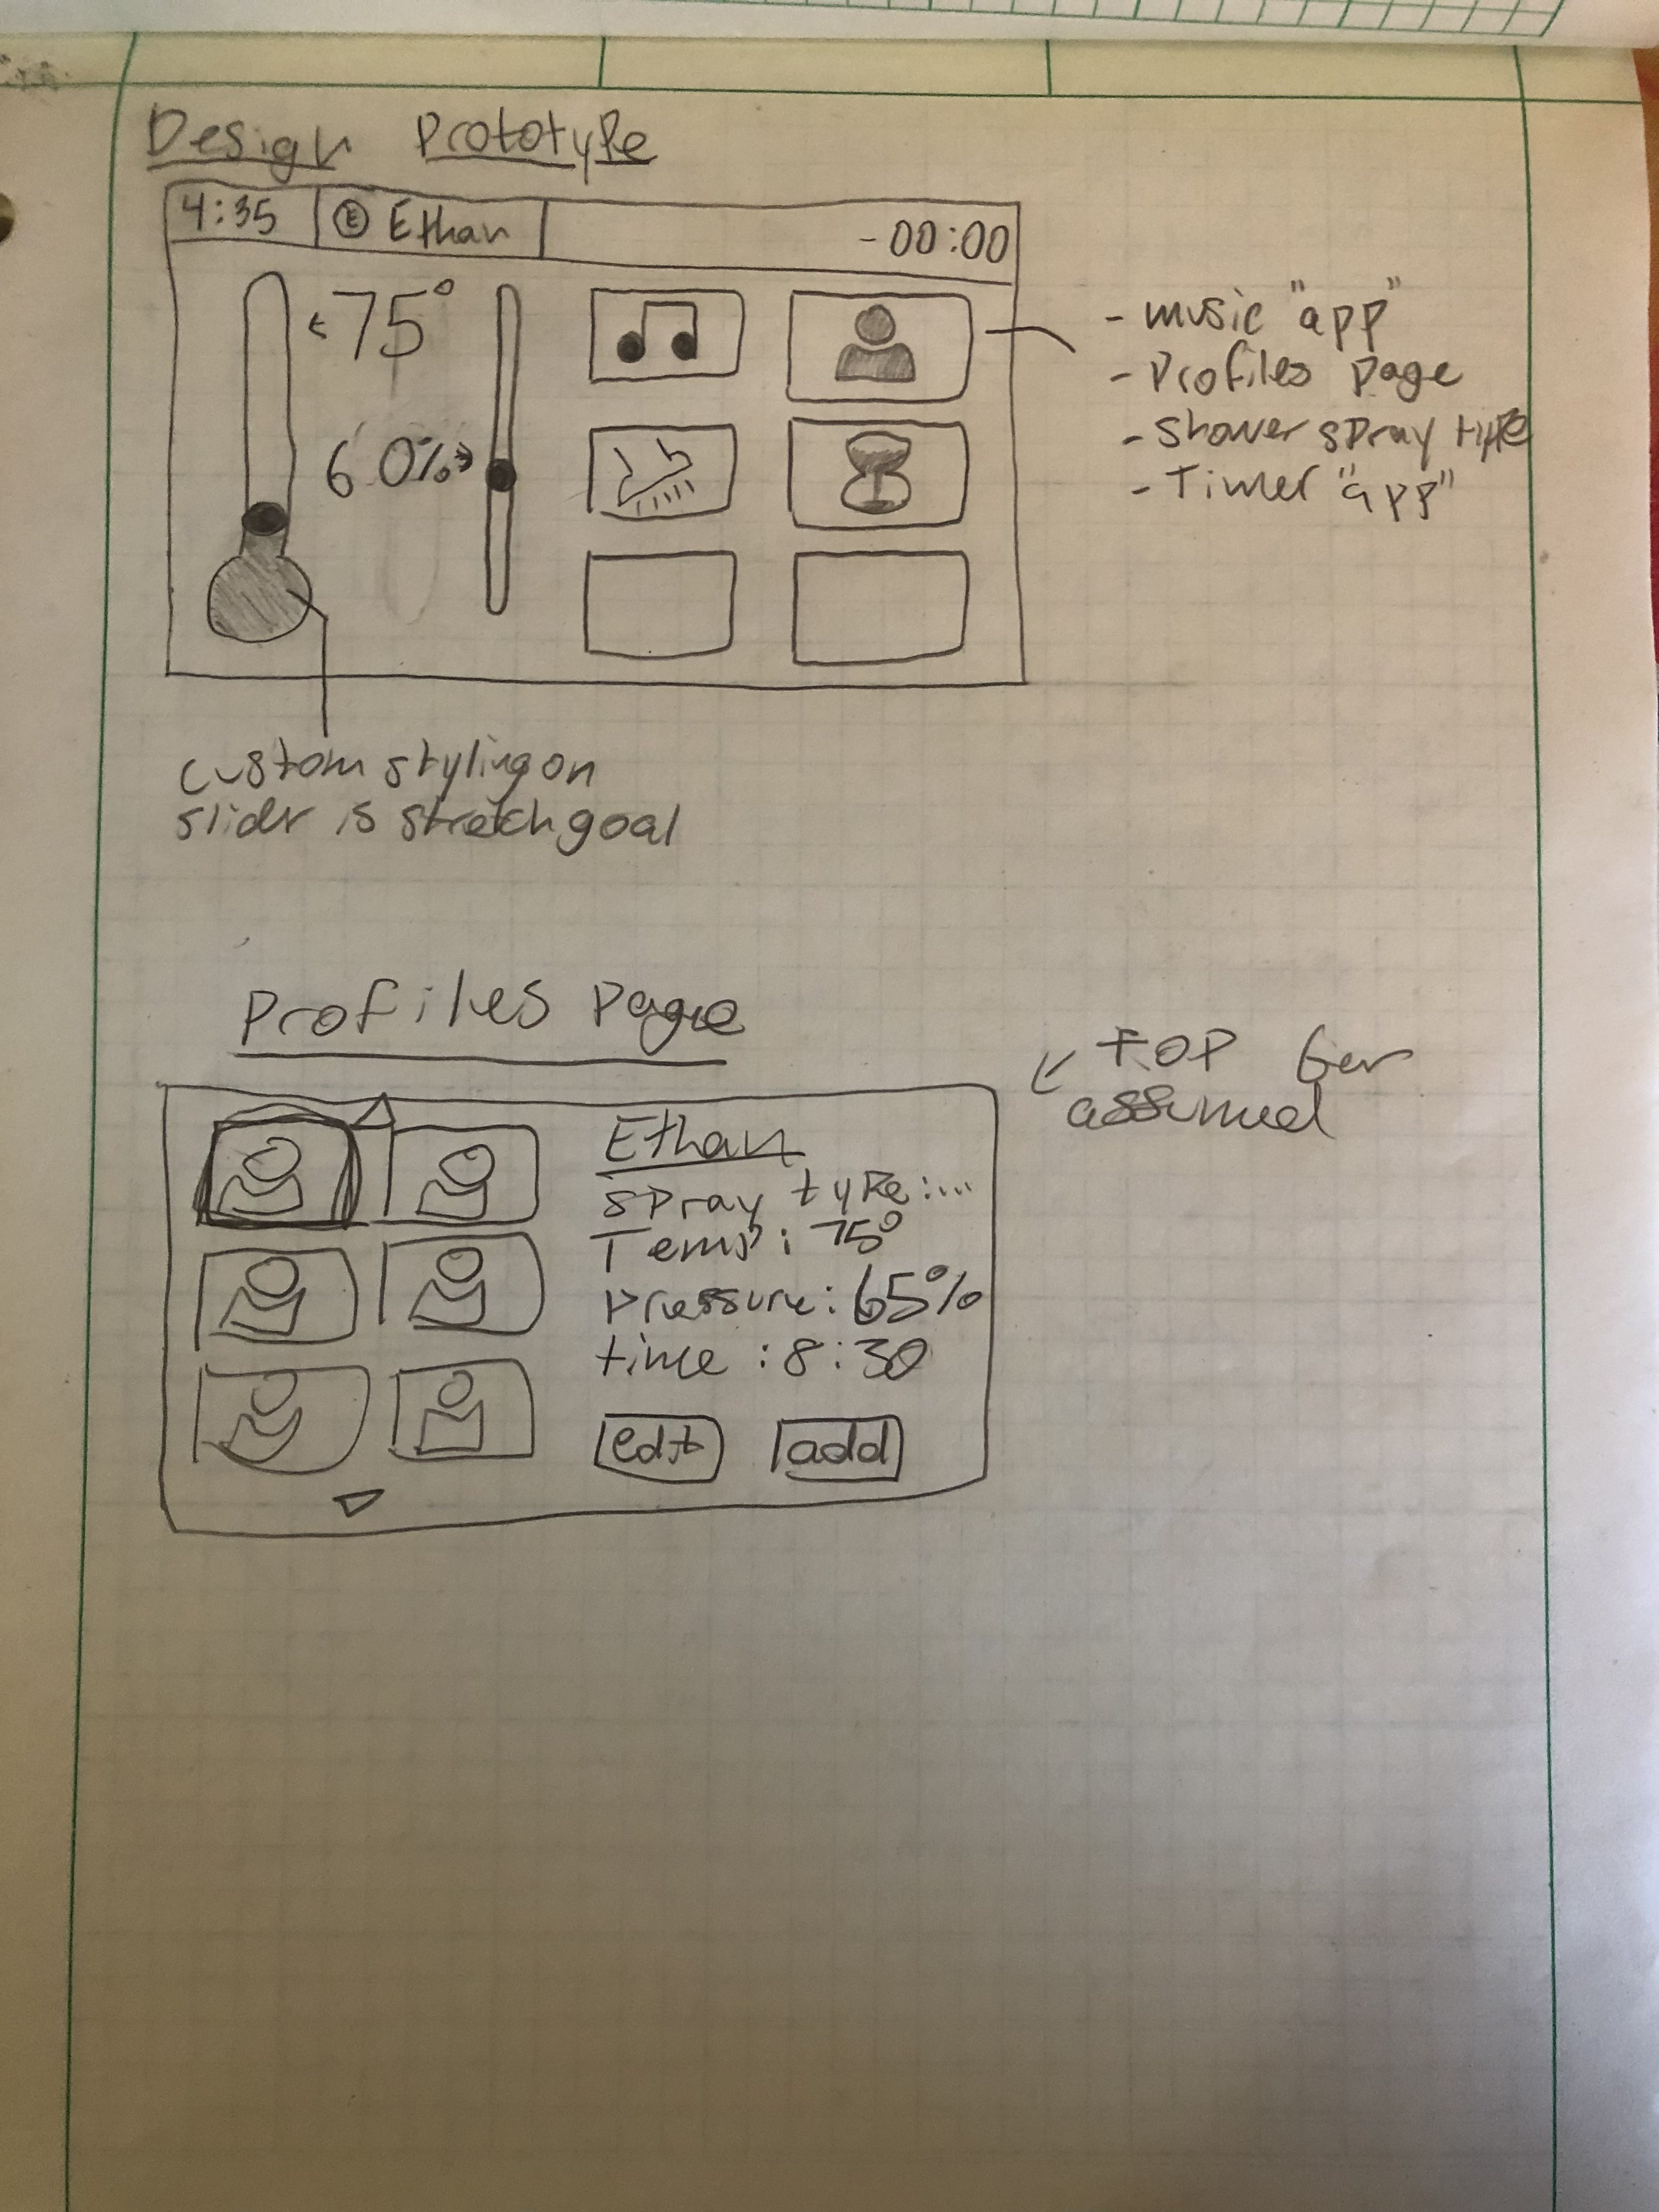 Design Prototype
4:35 E Ethan -00:00
75°
60%
- music "app"
- Profiles page
- shower spray type
- Timer "app"
custom styling on
slider is stretch goal
Profiles Page
TOP bar
assumed
Ethan
spray type:...
Temp: 75°
pressure: 65%
time: 8:30
edit add